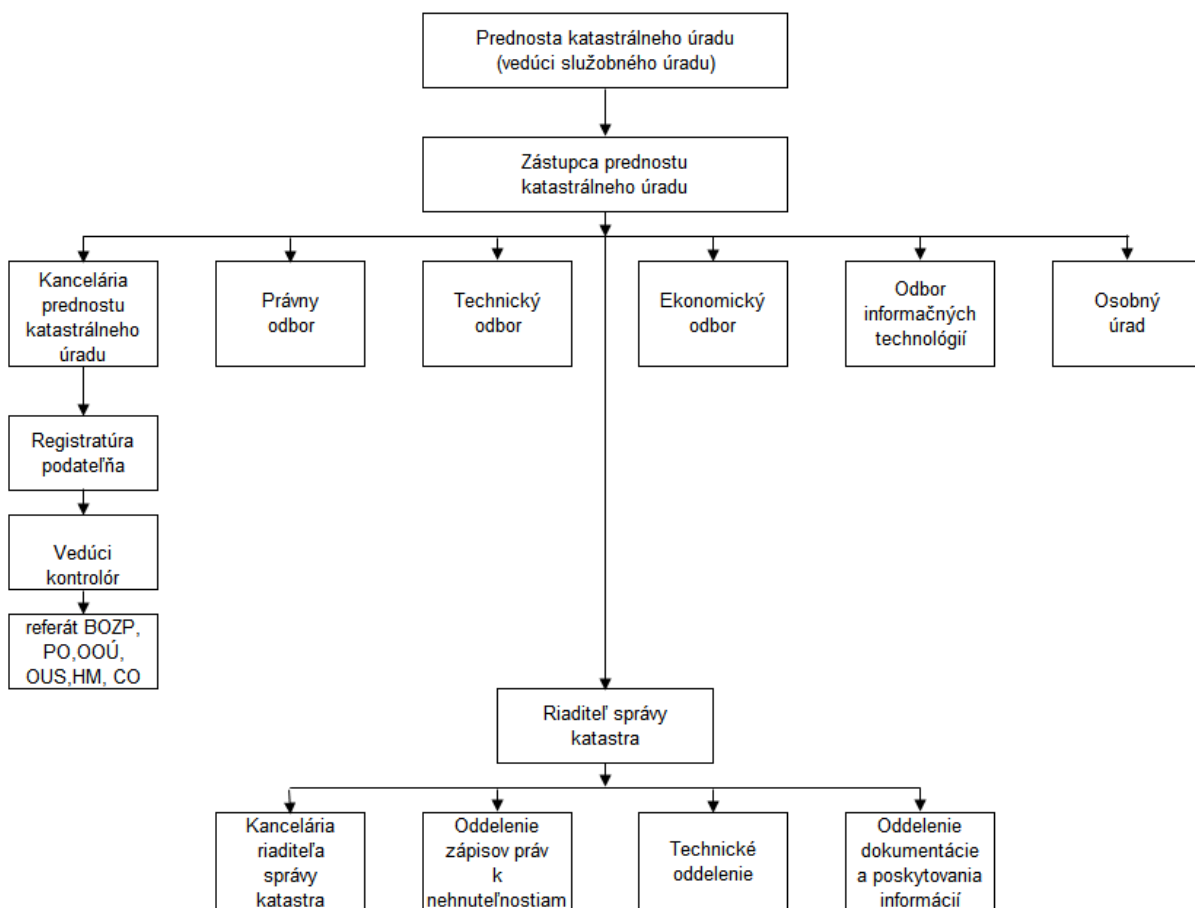 Prednosta katastrálneho úradu
(vedúci služobného úradu)
Zástupca prednostu
katastrálneho úradu
Kancelária
prednostu
katastrálneho
úradu
Právny
odbor
Technický
odbor
Ekonomický
odbor
Odbor
informačných
technológií
Osobný
úrad
Registratúra
podateľňa
Vedúci
kontrolór
referát BOZP,
PO,OOÚ,
OUS,HM, CO
Riaditeľ správy
katastra
Kancelária
riaditeľa
správy
katastra
Oddelenie
zápisov práv
k
nehnuteľnostiam
Technické
oddelenie
Oddelenie
dokumentácie
a poskytovania
informácií